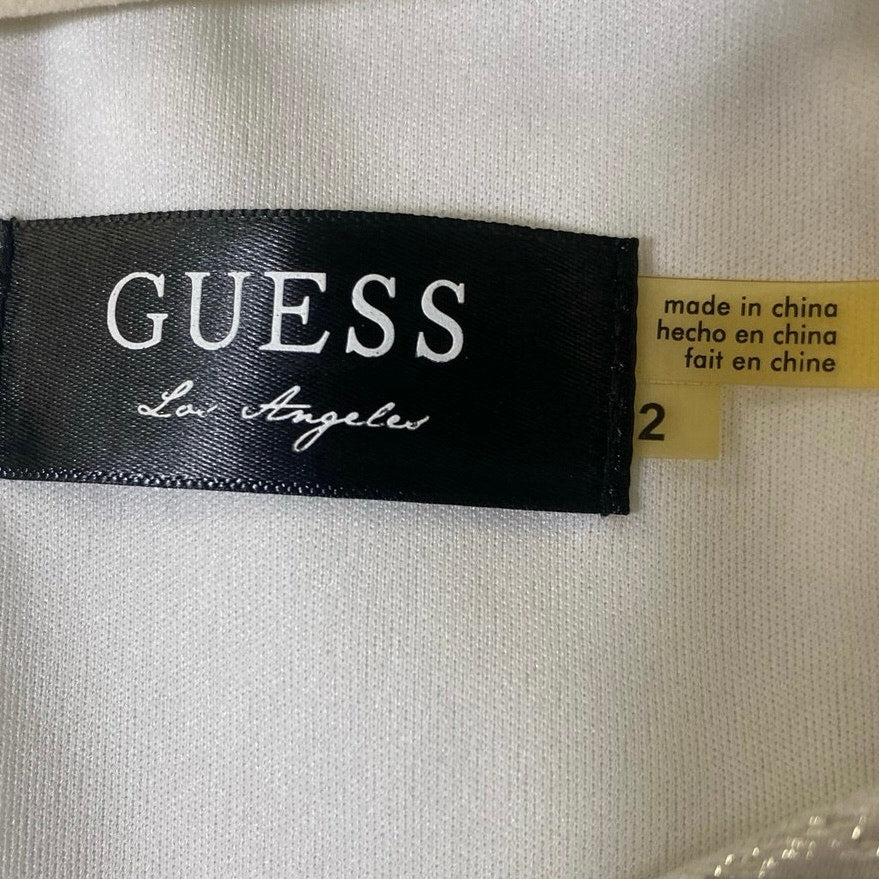 GUESS
Los Angeles
made in china
hecho en china
fait en chine
2